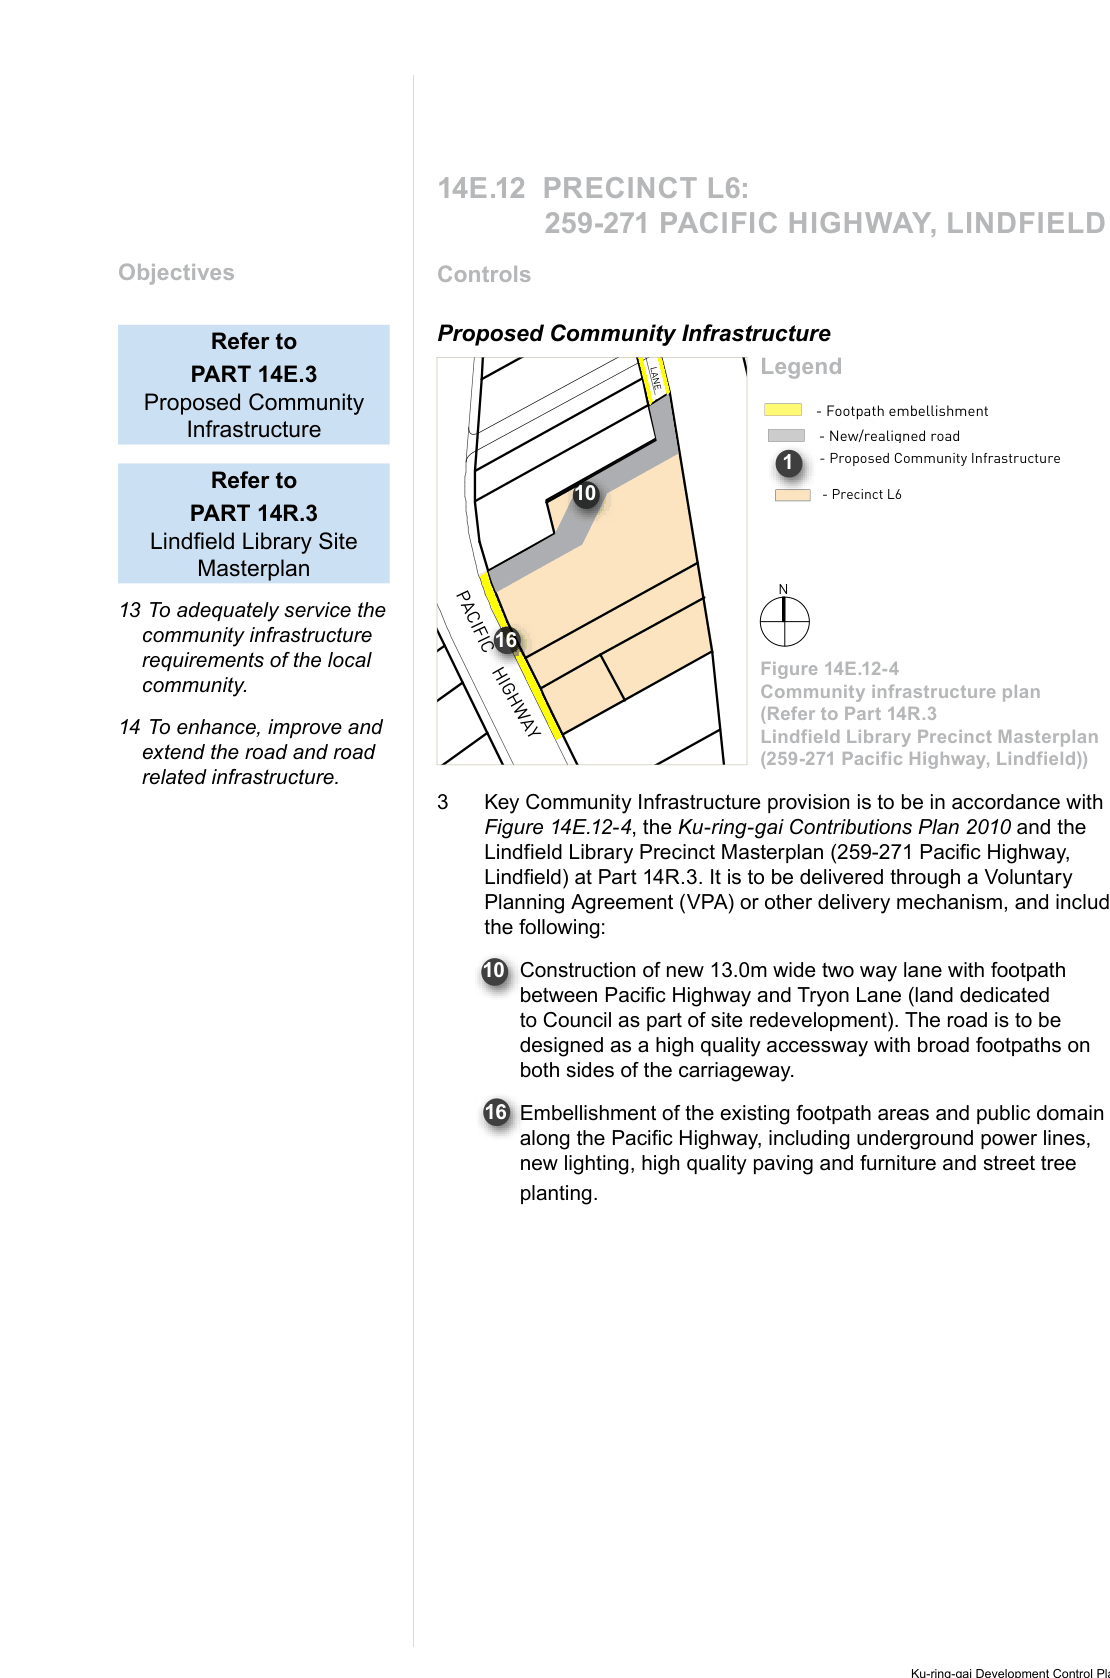 14E.12 PRECINCT L6:
259-271 PACIFIC HIGHWAY, LINDFIELD
Objectives
Refer to
PART 14E.3
Proposed Community
Infrastructure
Refer to
PART 14R.3
Lindfield Library Site
Masterplan
13 To adequately service the
community infrastructure
requirements of the local
community.
14 To enhance, improve and
extend the road and road
related infrastructure.
Controls
Proposed Community Infrastructure
LANE
10
16
PACIFIC HIGHWAY
Legend
- Footpath embellishment
- New/realigned road
1 - Proposed Community Infrastructure
- Precinct L6
N
Figure 14E.12-4
Community infrastructure plan
(Refer to Part 14R.3
Lindfield Library Precinct Masterplan
(259-271 Pacific Highway, Lindfield))
3 Key Community Infrastructure provision is to be in accordance with
Figure 14E.12-4, the Ku-ring-gai Contributions Plan 2010 and the
Lindfield Library Precinct Masterplan (259-271 Pacific Highway,
Lindfield) at Part 14R.3. It is to be delivered through a Voluntary
Planning Agreement (VPA) or other delivery mechanism, and includ
the following:
10 Construction of new 13.0m wide two way lane with footpath
between Pacific Highway and Tryon Lane (land dedicated
to Council as part of site redevelopment). The road is to be
designed as a high quality accessway with broad footpaths on
both sides of the carriageway.
16 Embellishment of the existing footpath areas and public domain
along the Pacific Highway, including underground power lines,
new lighting, high quality paving and furniture and street tree
planting.
Ku-ring-gai Development Control Pla